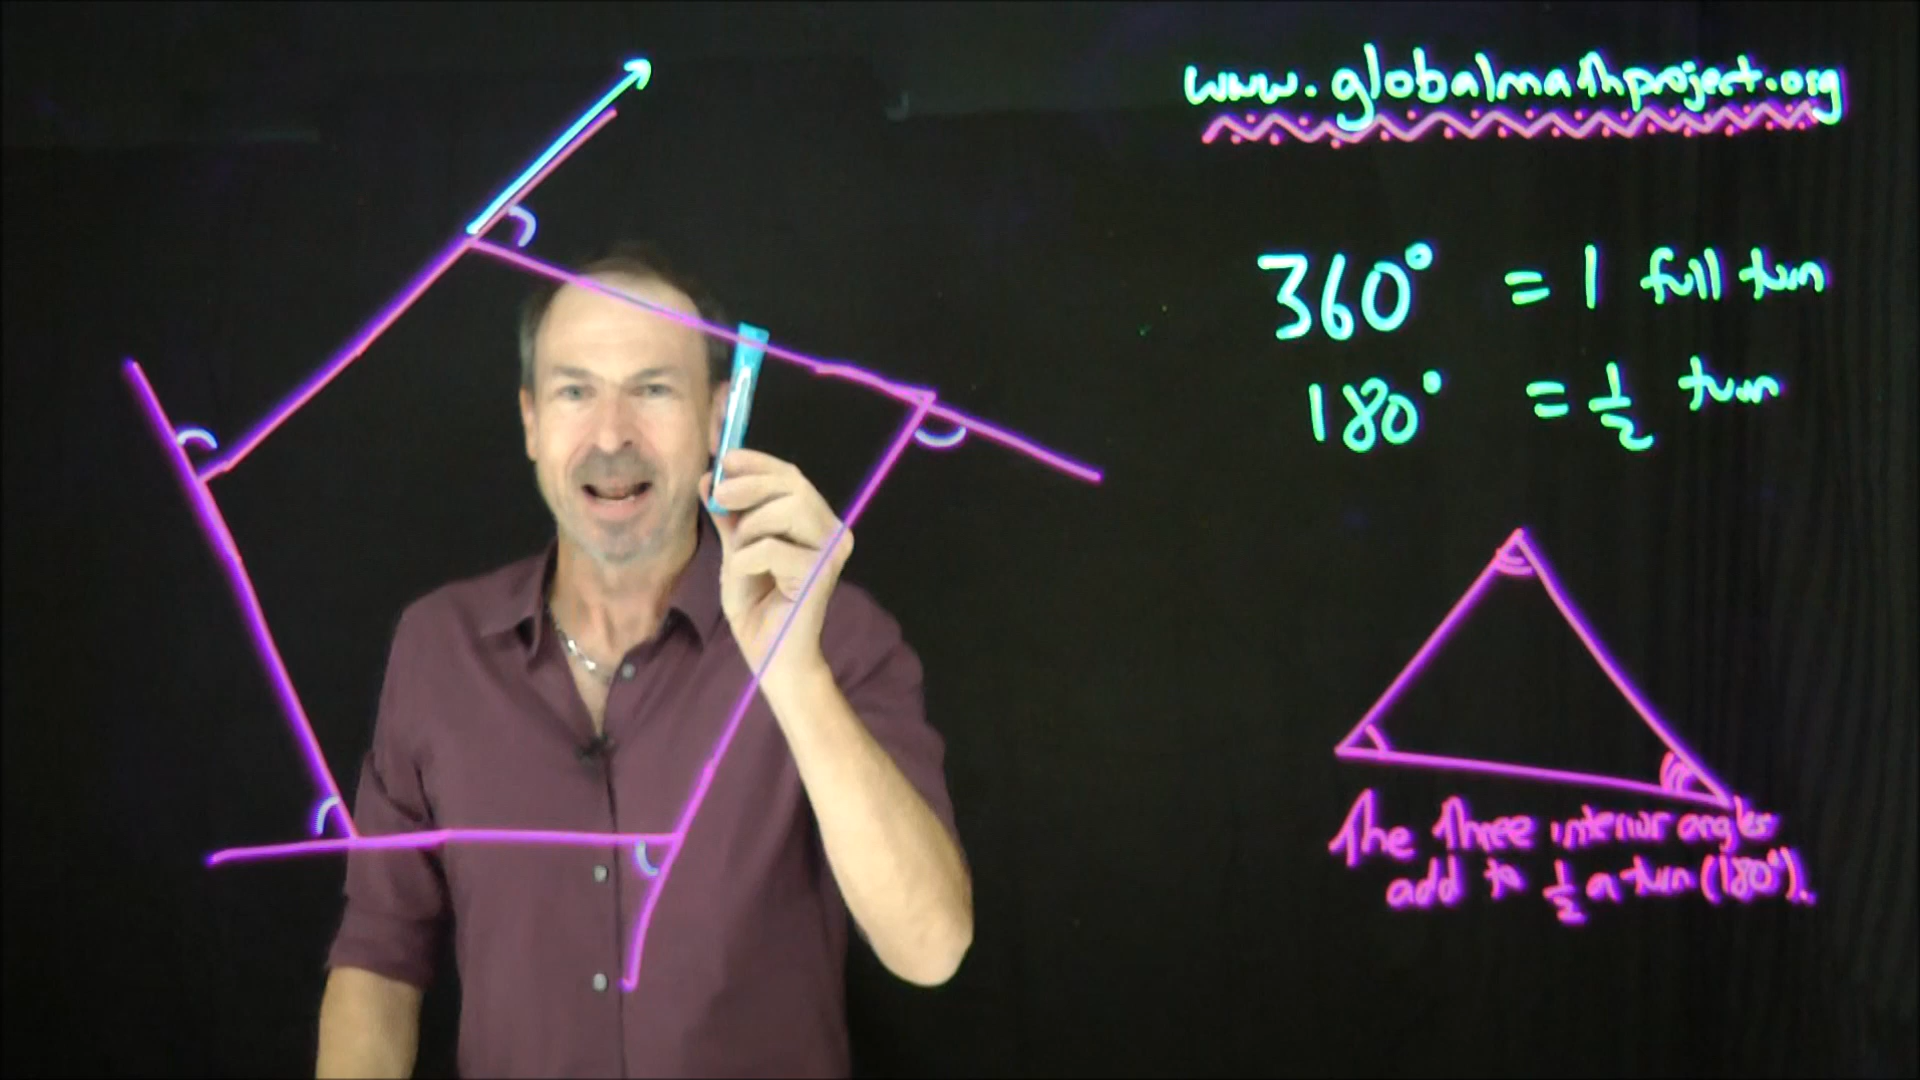 www.globalmathproject.org
360° = 1 full turn
180° = 1/2 turn
The three interior angles
add to 1/2 a turn (180°).